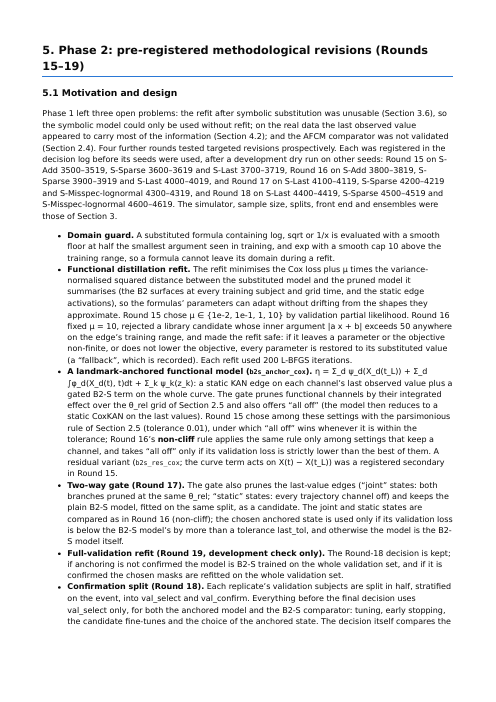 5. Phase 2: pre-registered methodological revisions (Rounds
15–19)
5.1 Motivation and design
Phase 1 left three open problems: the refit after symbolic substitution was unusable (Section 3.6), so
the symbolic model could only be used without refit; on the real data the last observed value
appeared to carry most of the information (Section 4.2); and the AFCM comparator was not validated
(Section 2.4). Four further rounds tested targeted revisions prospectively. Each was registered in the
decision log before its seeds were used, after a development dry run on other seeds: Round 15 on S-
Add 3500–3519, S-Sparse 3600–3619 and S-Last 3700–3719, Round 16 on S-Add 3800–3819, S-
Sparse 3900–3919 and S-Last 4000–4019, and Round 17 on S-Last 4100–4119, S-Sparse 4200–4219
and S-Misspec-lognormal 4300–4319, and Round 18 on S-Last 4400–4419, S-Sparse 4500–4519 and
S-Misspec-lognormal 4600–4619. The simulator, sample size, splits, front end and ensembles were
those of Section 3.
• Domain guard. A substituted formula containing log, sqrt or 1/x is evaluated with a smooth
floor at half the smallest argument seen in training, and exp with a smooth cap 10 above the
training range, so a formula cannot leave its domain during a refit.
• Functional distillation refit. The refit minimises the Cox loss plus μ times the variance-
normalised squared distance between the substituted model and the pruned model it
summarises (the B2 surfaces at every training subject and grid time, and the static edge
activations), so the formulas’ parameters can adapt without drifting from the shapes they
approximate. Round 15 chose μ ∈ {1e-2, 1e-1, 1, 10} by validation partial likelihood. Round 16
fixed μ = 10, rejected a library candidate whose inner argument |a x + b| exceeds 50 anywhere
on the edge’s training range, and made the refit safe: if it leaves a parameter or the objective
non-finite, or does not lower the objective, every parameter is restored to its substituted value
(a “fallback”, which is recorded). Each refit used 200 L-BFGS iterations.
• A landmark-anchored functional model (b2s_anchor_cox). η = Σ_d ψ_d(X_d(t_L)) + Σ_d
∫φ_d(X_d(t), t)dt + Σ_k ψ_k(z_k): a static KAN edge on each channel’s last observed value plus a
gated B2-S term on the whole curve. The gate prunes functional channels by their integrated
effect over the θ_rel grid of Section 2.5 and also offers “all off” (the model then reduces to a
static CoxKAN on the last values). Round 15 chose among these settings with the parsimonious
rule of Section 2.5 (tolerance 0.01), under which “all off” wins whenever it is within the
tolerance; Round 16’s non-cliff rule applies the same rule only among settings that keep a
channel, and takes “all off” only if its validation loss is strictly lower than the best of them. A
residual variant (b2s_res_cox; the curve term acts on X(t) − X(t_L)) was a registered secondary
in Round 15.
• Two-way gate (Round 17). The gate also prunes the last-value edges (“joint” states: both
branches pruned at the same θ_rel; “static” states: every trajectory channel off) and keeps the
plain B2-S model, fitted on the same split, as a candidate. The joint and static states are
compared as in Round 16 (non-cliff); the chosen anchored state is used only if its validation loss
is below the B2-S model’s by more than a tolerance last_tol, and otherwise the model is the B2-
S model itself.
• Full-validation refit (Round 19, development check only). The Round-18 decision is kept;
if anchoring is not confirmed the model is B2-S trained on the whole validation set, and if it is
confirmed the chosen masks are refitted on the whole validation set.
• Confirmation split (Round 18). Each replicate’s validation subjects are split in half, stratified
on the event, into val_select and val_confirm. Everything before the final decision uses
val_select only, for both the anchored model and the B2-S comparator: tuning, early stopping,
the candidate fine-tunes and the choice of the anchored state. The decision itself compares the